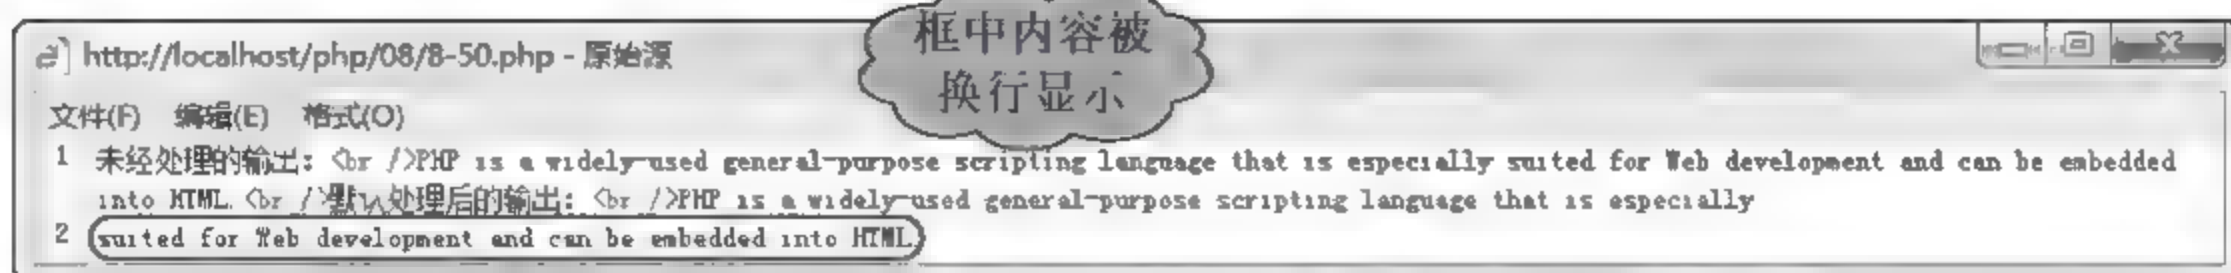 框中内容被
换行显示
http://localhost/php/08/8-50.php - 原始源
文件(F) 编辑(E) 格式(O)
1 未经处理的输出：<br />PHP is a widely-used general-purpose scripting language that is especially suited for Web development and can be embedded
into HTML.<br />默认处理后的输出：<br />PHP is a widely-used general-purpose scripting language that is especially
2 suited for Web development and can be embedded into HTML.